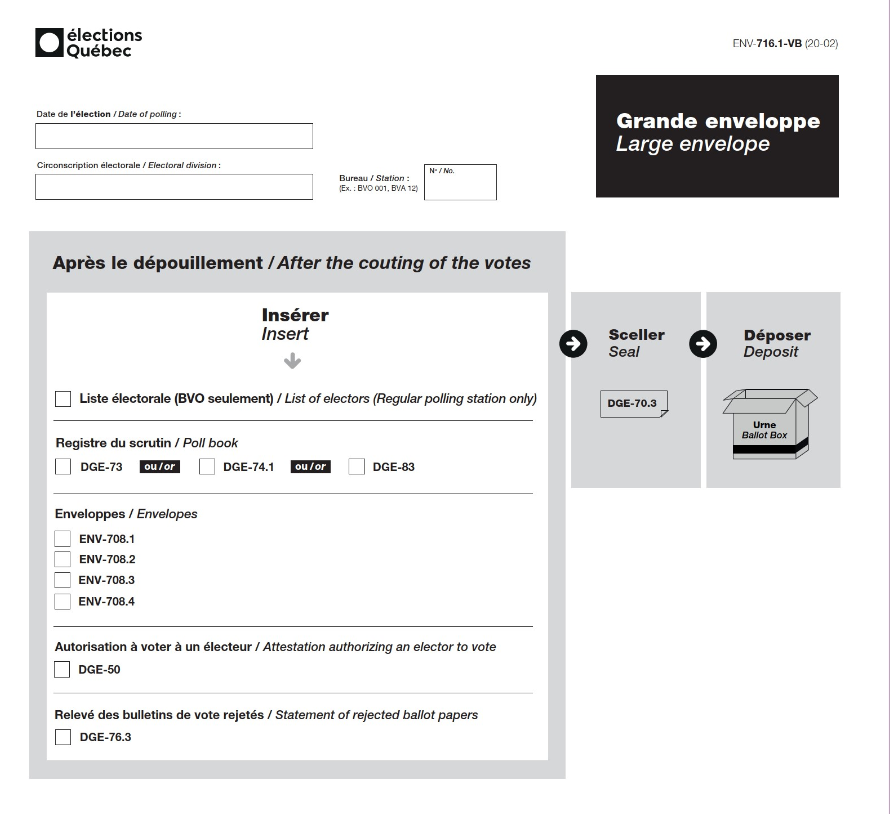 élections
Québec
ENV-716.1-VB (20-02)
Grande enveloppe
Large envelope
Date de l'élection / Date of polling :
Circonscription électorale / Electoral division :
Bureau / Station :
(Ex. : BVO 001, BVA 12)
No / No.
Après le dépouillement / After the couting of the votes
Insérer
Insert
Liste électorale (BVO seulement) / List of electors (Regular polling station only)
Registre du scrutin / Poll book
DGE-73 ou/or DGE-74.1 ou/or DGE-83
Enveloppes / Envelopes
ENV-708.1
ENV-708.2
ENV-708.3
ENV-708.4
Autorisation à voter à un électeur / Attestation authorizing an elector to vote
DGE-50
Relevé des bulletins de vote rejetés / Statement of rejected ballot papers
DGE-76.3
Sceller
Seal
DGE-70.3
Déposer
Deposit
Urne
Ballot Box